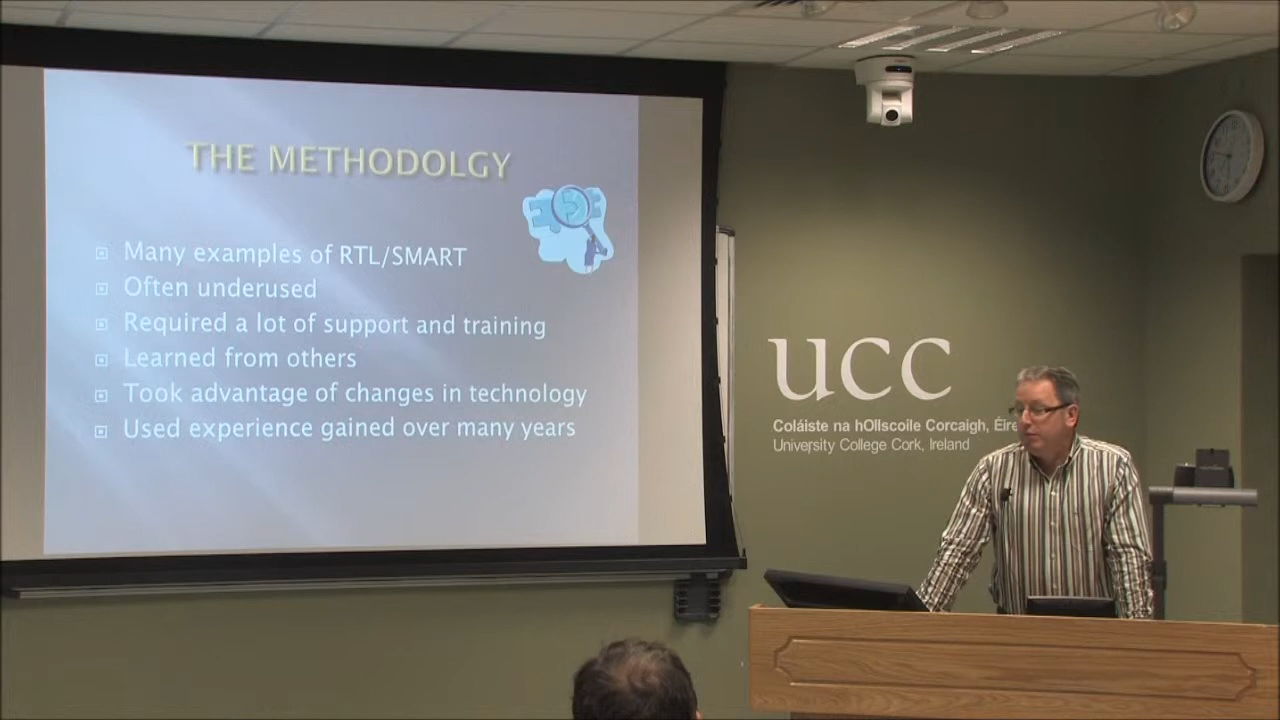 THE METHODOLGY
Many examples of RTL/SMART
Often underused
Required a lot of support and training
Learned from others
Took advantage of changes in technology
Used experience gained over many years
ucc
Coláiste na hOllscoile Corcaigh, Éire
University College Cork, Ireland